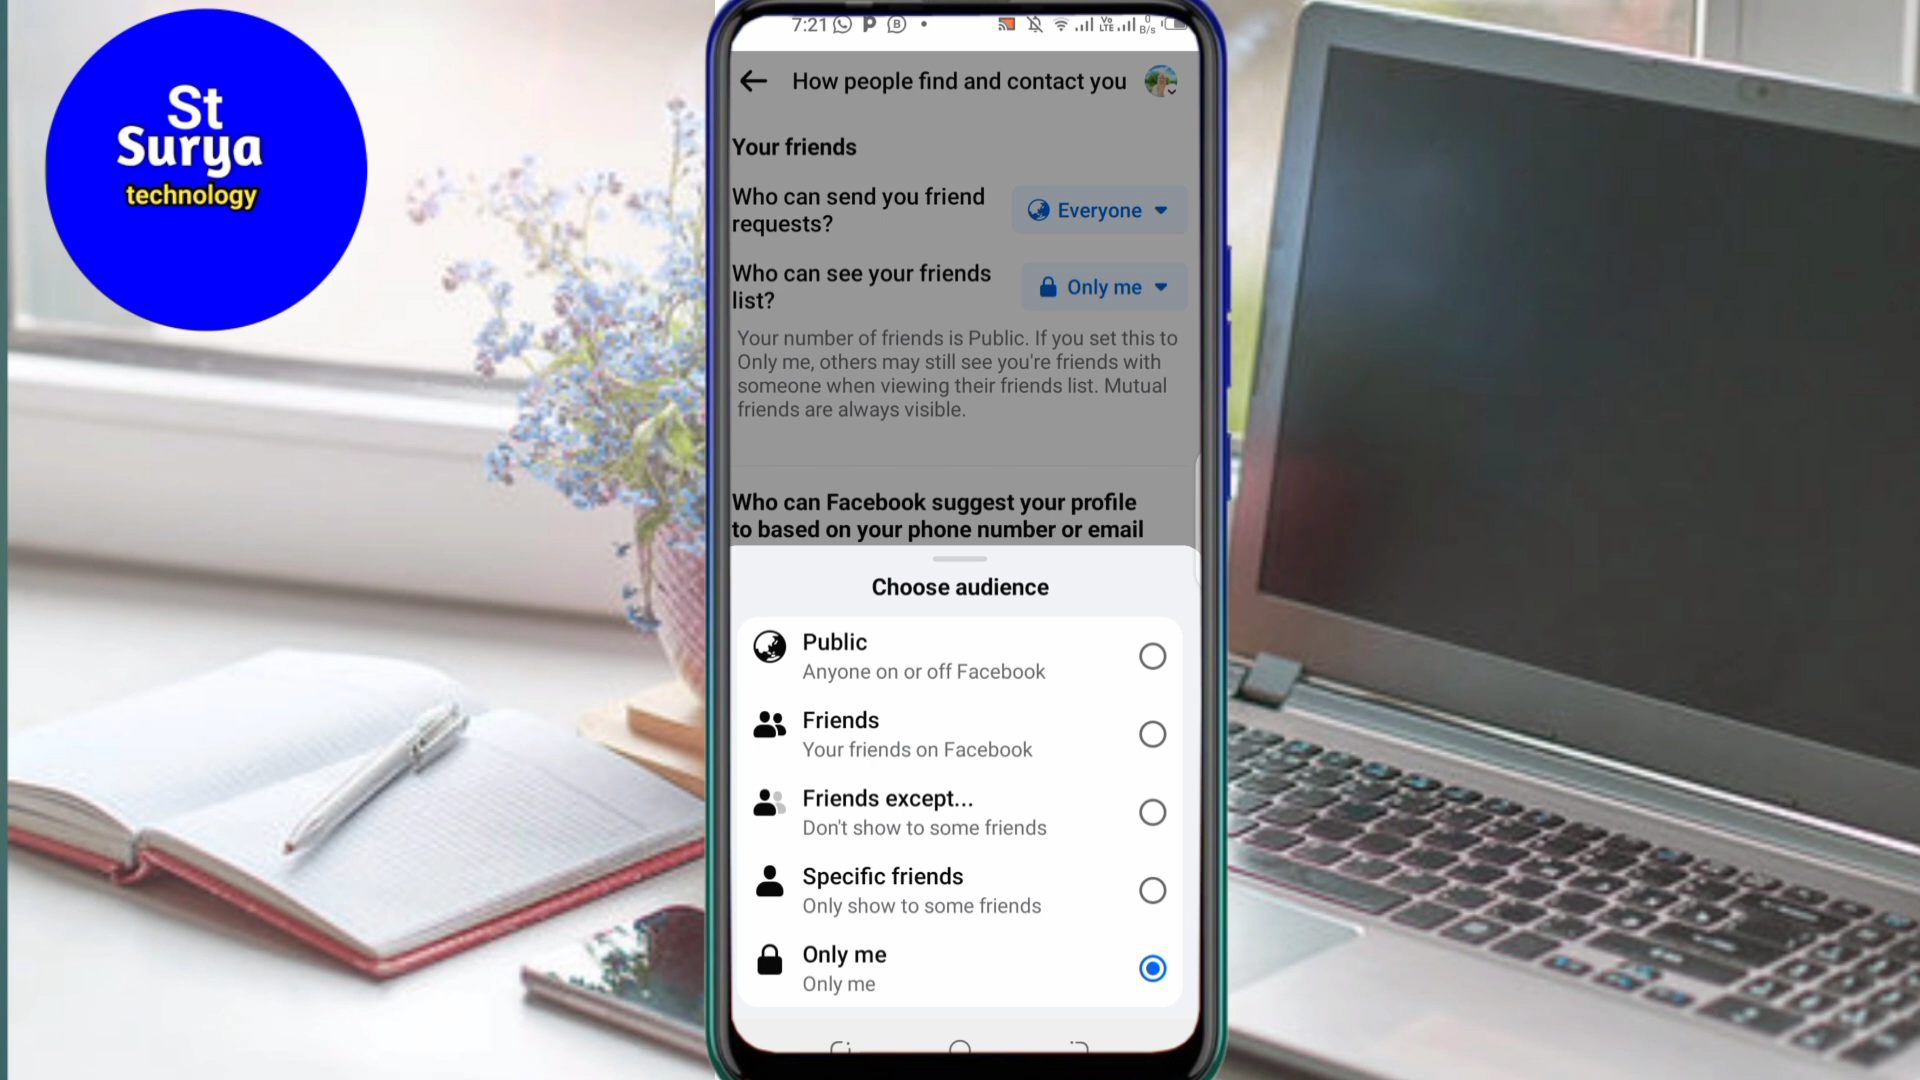 St
Surya
technology
7:21
Vo
LTE
0
B/s
How people find and contact you
Your friends
Who can send you friend
requests?
Everyone
Who can see your friends
list?
Only me
Your number of friends is Public. If you set this to
Only me, others may still see you're friends with
someone when viewing their friends list. Mutual
friends are always visible.
Who can Facebook suggest your profile
to based on your phone number or email
Choose audience
Public
Anyone on or off Facebook
Friends
Your friends on Facebook
Friends except...
Don't show to some friends
Specific friends
Only show to some friends
Only me
Only me